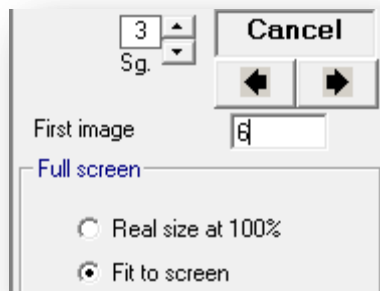 3
Sg.
Cancel
First image 6
Full screen
Real size at 100%
Fit to screen